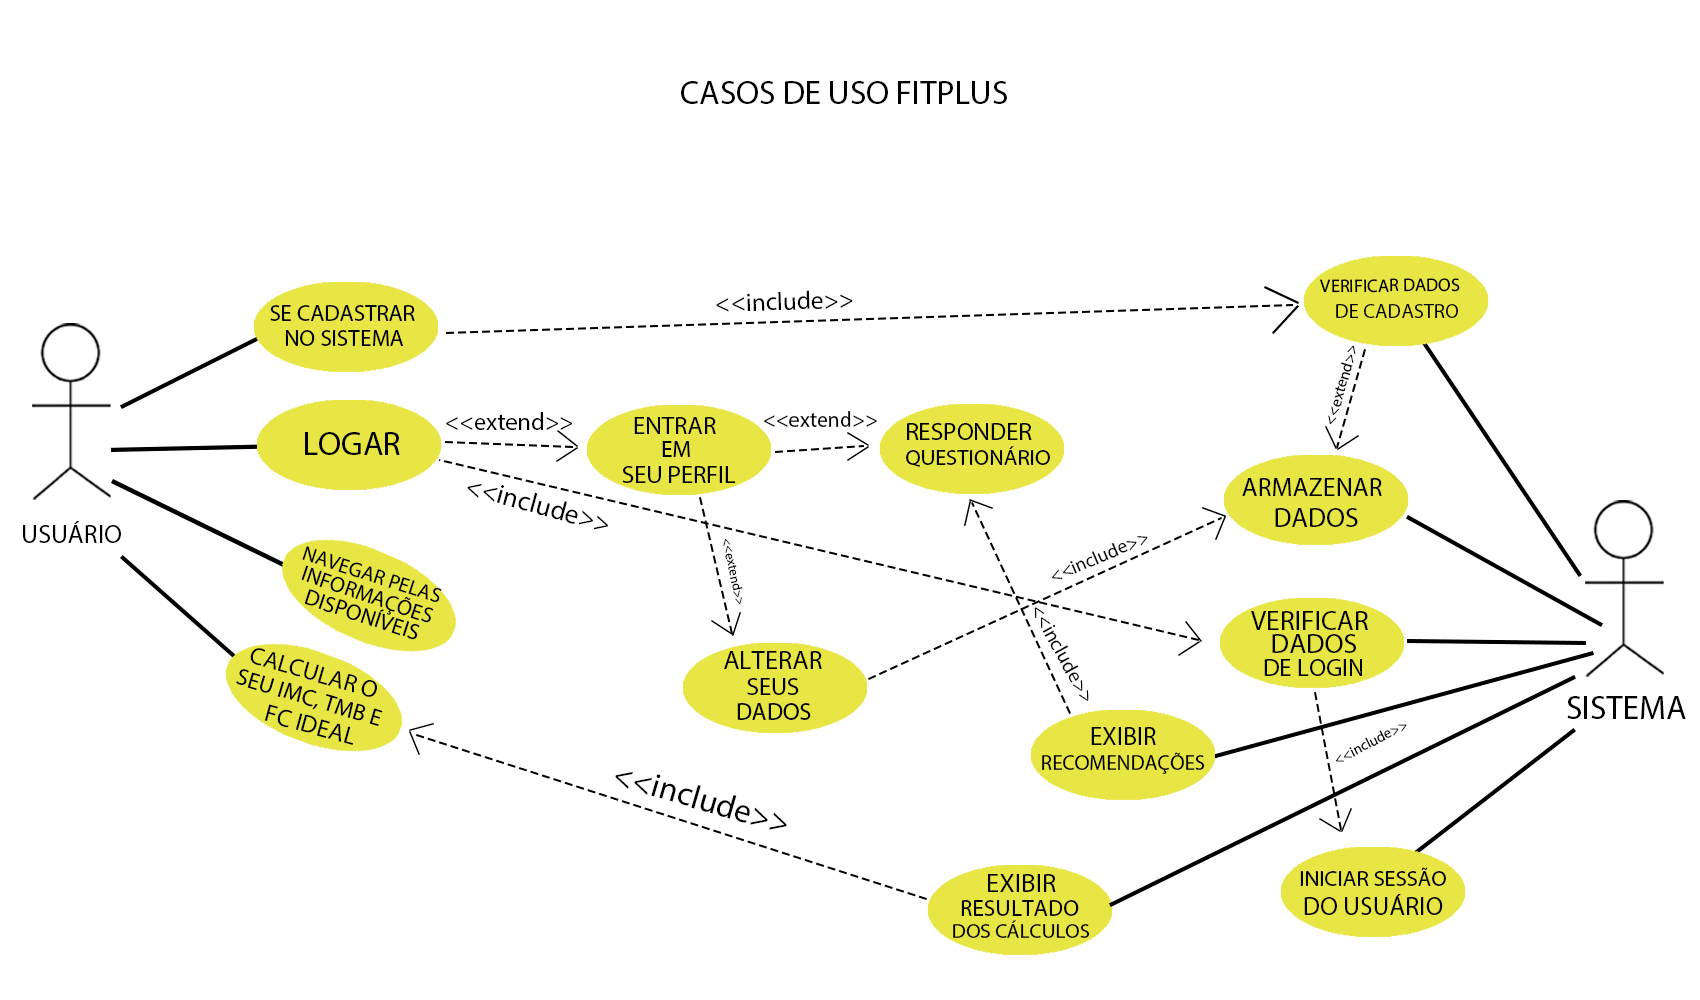 CASOS DE USO FITPLUS
SE CADASTRAR
NO SISTEMA
<<include>>
VERIFICAR DADOS
DE CADASTRO
<<extend>>
LOGAR
<<extend>>
ENTRAR
EM
SEU PERFIL
<<extend>>
RESPONDER
QUESTIONÁRIO
<<include>>
<<extend>>
ARMAZENAR
DADOS
USUÁRIO
NAVEGAR PELAS
INFORMAÇÕES
DISPONÍVEIS
<<include>>
<<include>>
VERIFICAR
DADOS
DE LOGIN
CALCULAR O
SEU IMC, TMB E
FC IDEAL
ALTERAR
SEUS
DADOS
SISTEMA
EXIBIR
RECOMENDAÇÕES
<<include>>
<<include>>
EXIBIR
RESULTADO
DOS CÁLCULOS
INICIAR SESSÃO
DO USUÁRIO